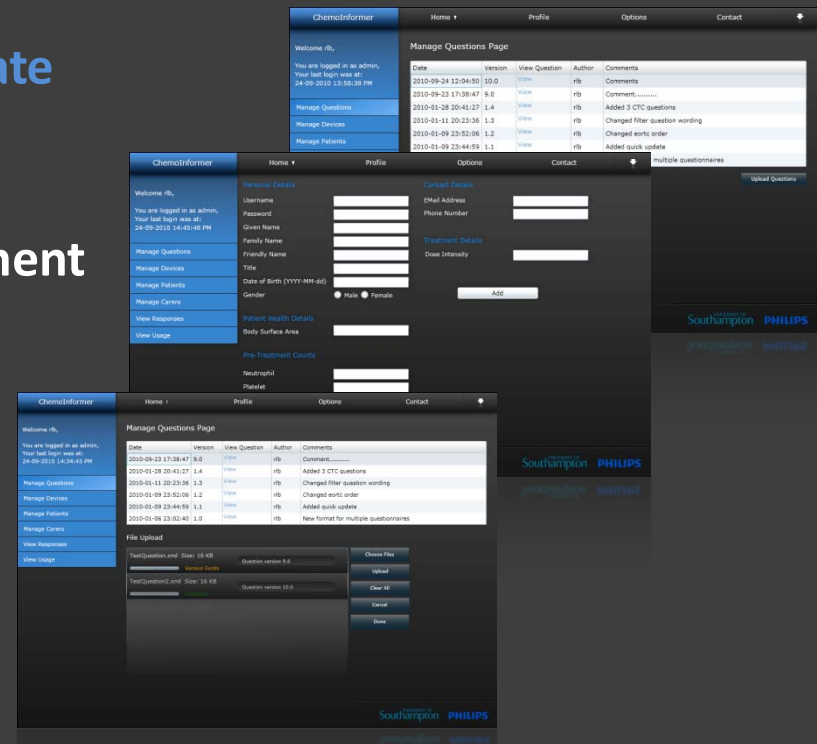 ate
nent
ChemoInformer Home Profile Options Contact
Welcome rlb,
You are logged in as admin,
Your last login was at:
24-09-2010 13:58:38 PM
Manage Questions
Manage Devices
Manage Patients
Manage Questions Page
Date Version View Question Author Comments
2010-09-24 12:04:50 10.0 View rlb Comments
2010-09-23 17:38:47 9.0 View rlb Comment..........
2010-01-28 20:41:27 1.4 View rlb Added 3 CTC questions
2010-01-11 20:23:36 1.3 View rlb Changed filter question wording
2010-01-09 23:52:06 1.2 View rlb Changed eortc order
2010-01-09 23:44:59 1.1 View rlb Added quick update
multiple questionnaires
Upload Questions
UNIVERSITY OF
Southampton PHILIPS
ChemoInformer Home Profile Options Contact
Welcome rlb,
You are logged in as admin,
Your last login was at:
24-09-2010 14:45:48 PM
Manage Questions
Manage Devices
Manage Patients
Manage Carers
View Responses
View Usage
Personal Details
Username
Password
Given Name
Family Name
Friendly Name
Title
Date of Birth (YYYY-MM-dd)
Gender Male Female
Patient Health Details
Body Surface Area
Pre-Treatment Counts
Neutrophil
Platelet
Contact Details
EMail Address
Phone Number
Treatment Details
Dose Intensity
Add
UNIVERSITY OF
Southampton PHILIPS
ChemoInformer Home Profile Options Contact
Welcome rlb,
You are logged in as admin,
Your last login was at:
24-09-2010 14:34:45 PM
Manage Questions
Manage Devices
Manage Patients
Manage Carers
View Responses
View Usage
Manage Questions Page
Date Version View Question Author Comments
2010-09-23 17:38:47 9.0 View rlb Comment..........
2010-01-28 20:41:27 1.4 View rlb Added 3 CTC questions
2010-01-11 20:23:36 1.3 View rlb Changed filter question wording
2010-01-09 23:52:06 1.2 View rlb Changed eortc order
2010-01-09 23:44:59 1.1 View rlb Added quick update
2010-01-06 23:02:40 1.0 View rlb New format for multiple questionnaires
File Upload
TestQuestion.xml Size: 16 KB
Question version 9.0
Version Exists
TestQuestion2.xml Size: 16 KB
Question version 10.0
Choose Files
Upload
Clear All
Cancel
Done
UNIVERSITY OF
Southampton PHILIPS